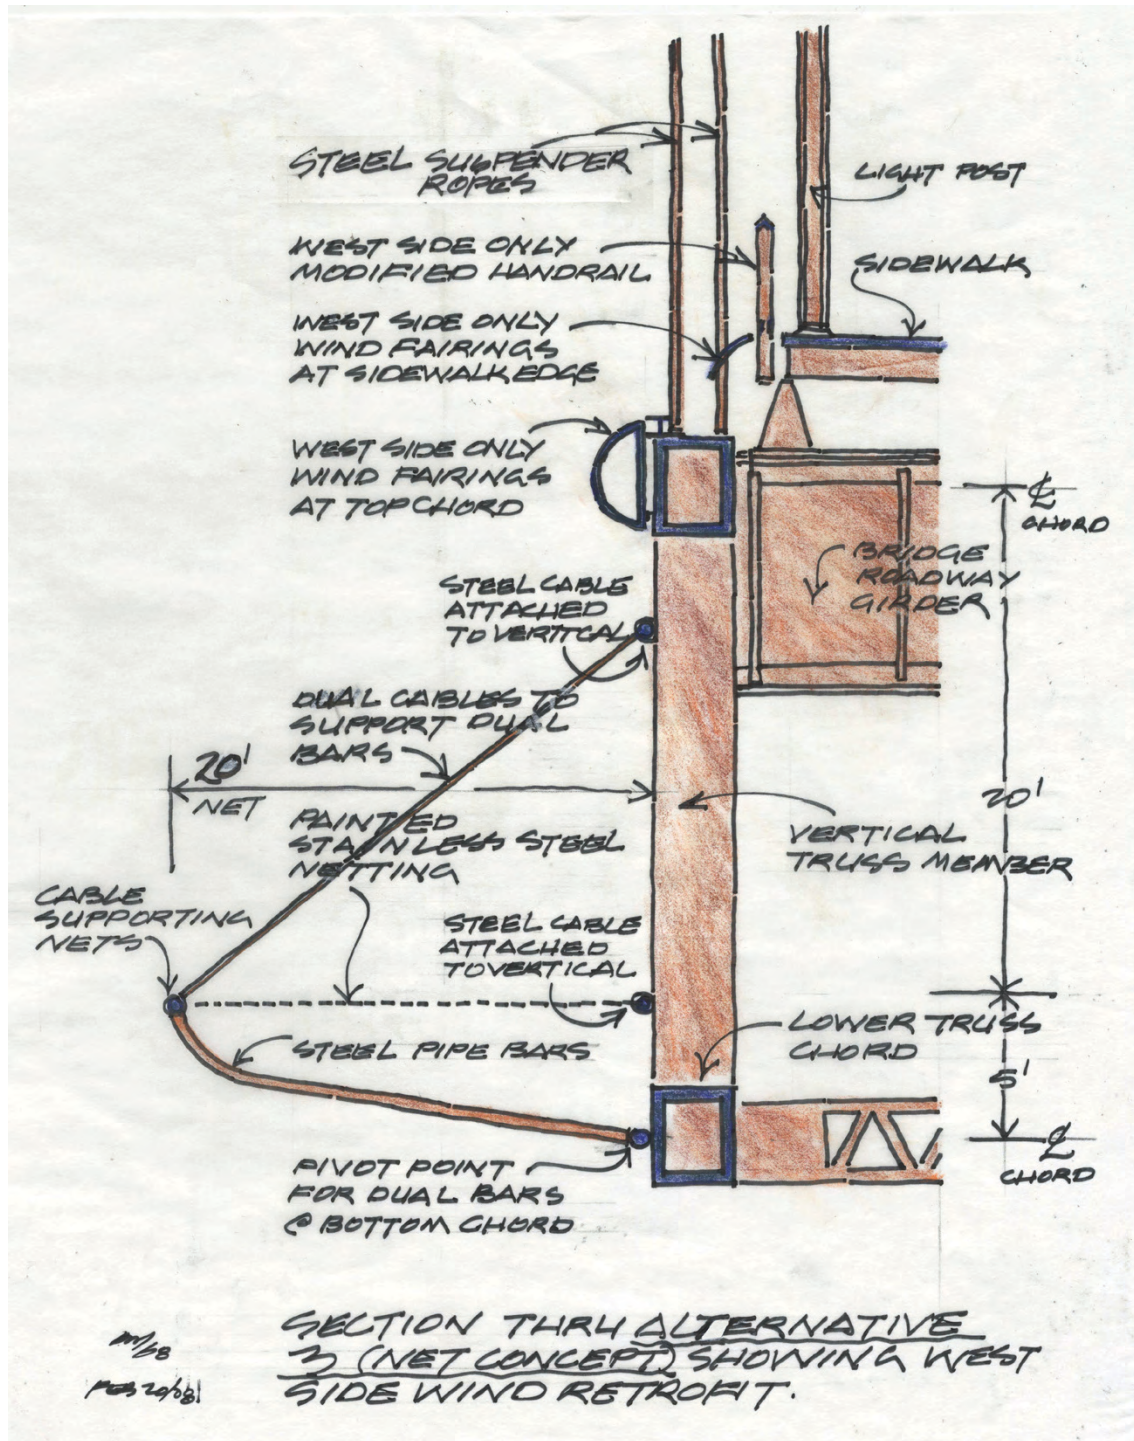 STEEL SUSPENDER
ROPES
LIGHT POST
WEST SIDE ONLY
MODIFIED HANDRAIL
SIDEWALK
WEST SIDE ONLY
WIND FAIRINGS
AT SIDEWALK EDGE
WEST SIDE ONLY
WIND FAIRINGS
AT TOP CHORD
℄
CHORD
BRIDGE
ROADWAY
GIRDER
STEEL CABLE
ATTACHED
TO VERTICAL
DUAL CABLES TO
SUPPORT DUAL
BARS
20'
NET
20'
PAINTED
STAINLESS STEEL
NETTING
VERTICAL
TRUSS MEMBER
CABLE
SUPPORTING
NETS
STEEL CABLE
ATTACHED
TO VERTICAL
LOWER TRUSS
CHORD
STEEL PIPE BARS
5'
℄
CHORD
PIVOT POINT
FOR DUAL BARS
@ BOTTOM CHORD
SECTION THRU ALTERNATIVE
3 (NET CONCEPT) SHOWING WEST
SIDE WIND RETROFIT.
FEB 20/08